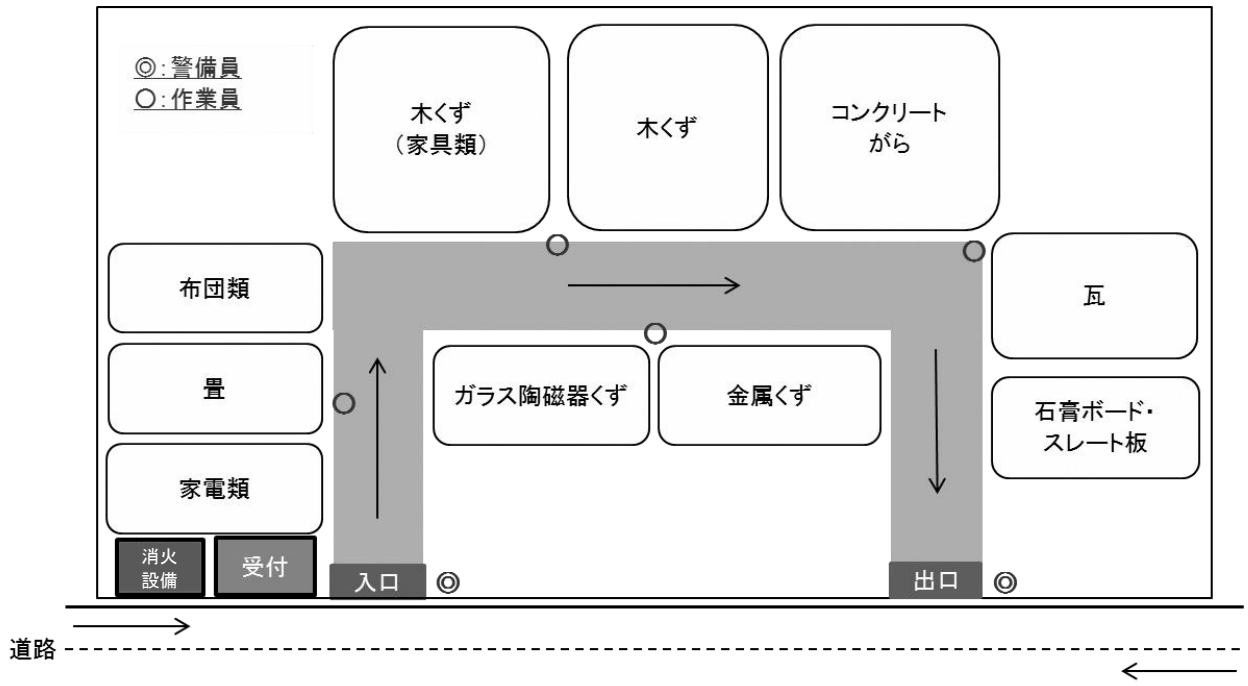 ◎:警備員
○:作業員
木くず
（家具類）
木くず
コンクリート
がら
布団類
瓦
畳
ガラス陶磁器くず
金属くず
石膏ボード・
スレート板
家電類
消火
設備
受付
入口
出口
道路